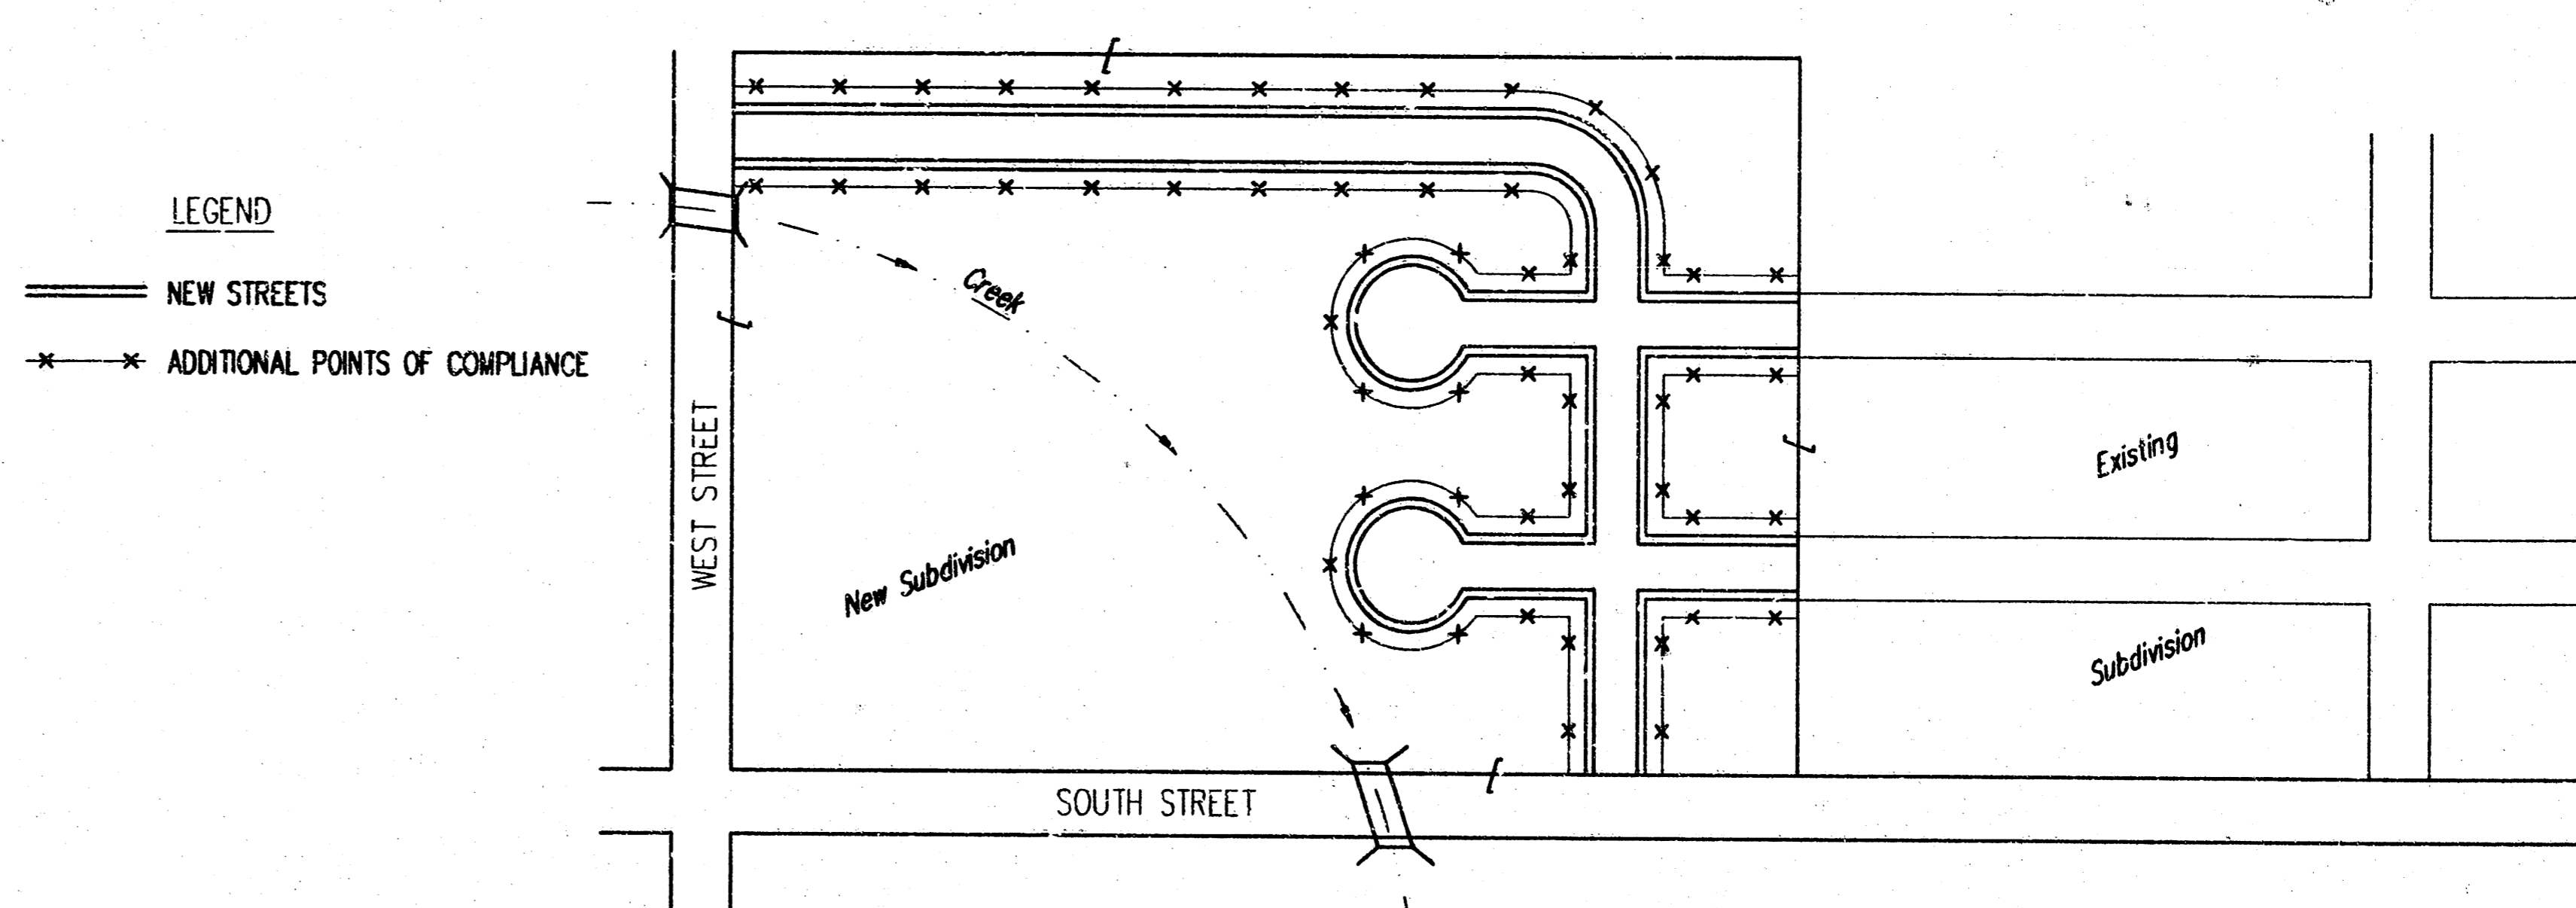 LEGEND
NEW STREETS
ADDITIONAL POINTS OF COMPLIANCE
WEST STREET
Creek
New Subdivision
SOUTH STREET
Existing
Subdivision